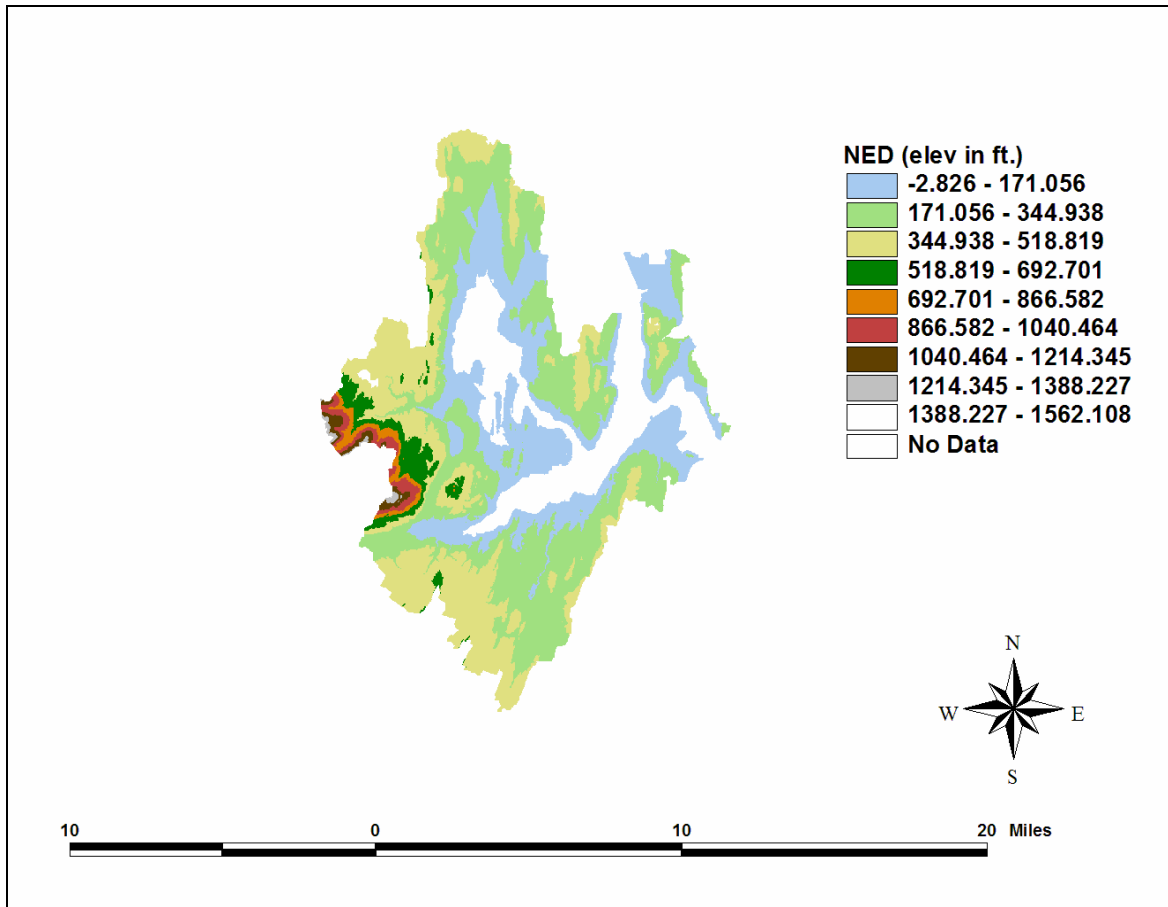 NED (elev in ft.)
-2.826 - 171.056
171.056 - 344.938
344.938 - 518.819
518.819 - 692.701
692.701 - 866.582
866.582 - 1040.464
1040.464 - 1214.345
1214.345 - 1388.227
1388.227 - 1562.108
No Data
N
W E
S
10 0 10 20 Miles